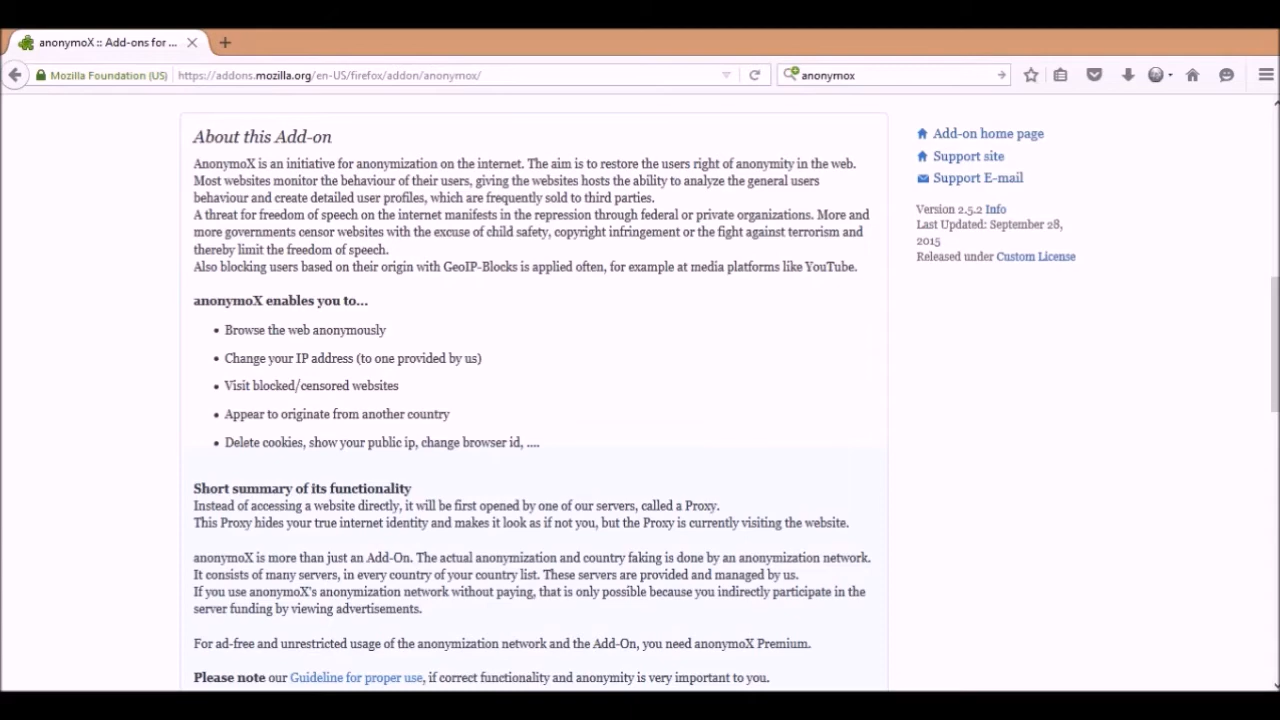 anonymoX :: Add-ons for ...
Mozilla Foundation (US)
https://addons.mozilla.org/en-US/firefox/addon/anonymox/
anonymox
About this Add-on
AnonymoX is an initiative for anonymization on the internet. The aim is to restore the users right of anonymity in the web.
Most websites monitor the behaviour of their users, giving the websites hosts the ability to analyze the general users
behaviour and create detailed user profiles, which are frequently sold to third parties.
A threat for freedom of speech on the internet manifests in the repression through federal or private organizations. More and
more governments censor websites with the excuse of child safety, copyright infringement or the fight against terrorism and
thereby limit the freedom of speech.
Also blocking users based on their origin with GeoIP-Blocks is applied often, for example at media platforms like YouTube.
anonymoX enables you to...
• Browse the web anonymously
• Change your IP address (to one provided by us)
• Visit blocked/censored websites
• Appear to originate from another country
• Delete cookies, show your public ip, change browser id, ....
Short summary of its functionality
Instead of accessing a website directly, it will be first opened by one of our servers, called a Proxy.
This Proxy hides your true internet identity and makes it look as if not you, but the Proxy is currently visiting the website.
anonymoX is more than just an Add-On. The actual anonymization and country faking is done by an anonymization network.
It consists of many servers, in every country of your country list. These servers are provided and managed by us.
If you use anonymoX's anonymization network without paying, that is only possible because you indirectly participate in the
server funding by viewing advertisements.
For ad-free and unrestricted usage of the anonymization network and the Add-On, you need anonymoX Premium.
Please note our Guideline for proper use, if correct functionality and anonymity is very important to you.
Add-on home page
Support site
Support E-mail
Version 2.5.2 Info
Last Updated: September 28,
2015
Released under Custom License